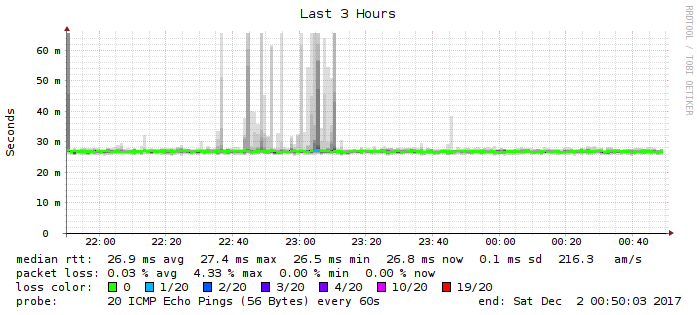 Last 3 Hours
RRDTOOL / TOBI OETIKER
Seconds
60 m
50 m
40 m
30 m
20 m
10 m
0
22:00 22:20 22:40 23:00 23:20 23:40 00:00 00:20 00:40
median rtt: 26.9 ms avg 27.4 ms max 26.5 ms min 26.8 ms now 0.1 ms sd 216.3 am/s
packet loss: 0.03 % avg 4.33 % max 0.00 % min 0.00 % now
loss color: 0 1/20 2/20 3/20 4/20 10/20 19/20
probe: 20 ICMP Echo Pings (56 Bytes) every 60s end: Sat Dec 2 00:50:03 2017